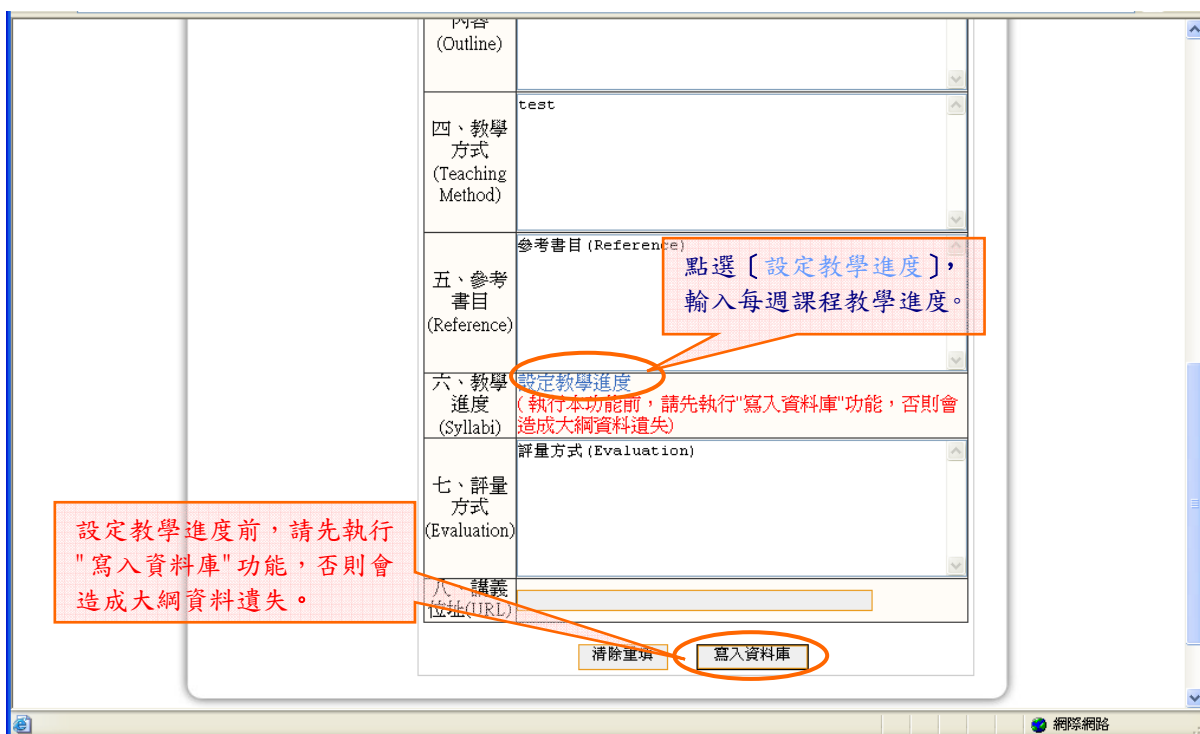 內容
(Outline)
test
四、教學
方式
(Teaching
Method)
參考書目(Reference)
點選〔設定教學進度〕,
輸入每週課程教學進度。
五、參考
書目
(Reference)
六、教學
進度
(Syllabi)
設定教學進度
(執行本功能前，請先執行"寫入資料庫"功能，否則會
造成大綱資料遺失)
評量方式(Evaluation)
七、評量
方式
(Evaluation)
設定教學進度前，請先執行
"寫入資料庫"功能，否則會
造成大綱資料遺失。
八、講義
位址(URL)
清除重填
寫入資料庫
網際網路